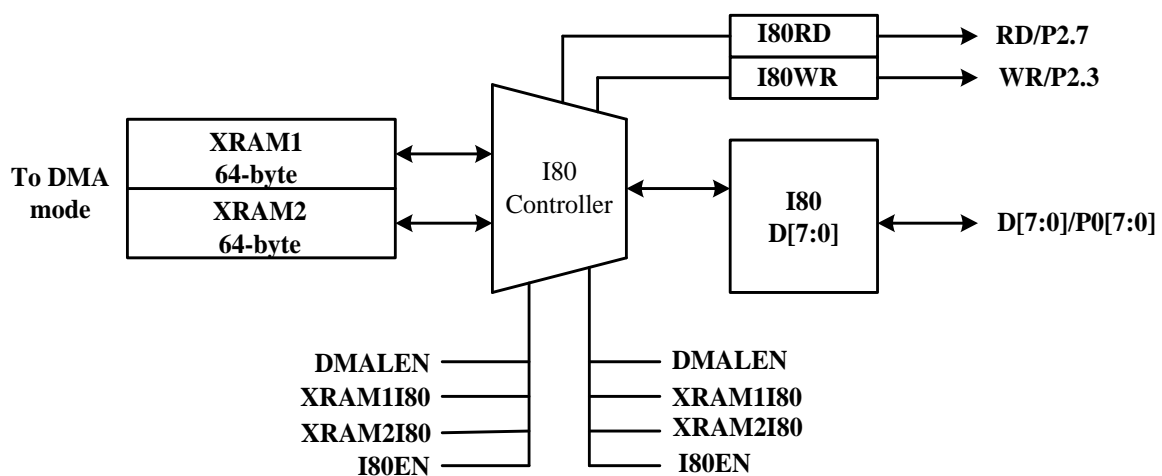 I80RD
RD/P2.7
I80WR
WR/P2.3
To DMA
mode
XRAM1
64-byte
XRAM2
64-byte
I80
Controller
I80
D[7:0]
D[7:0]/P0[7:0]
DMALEN
XRAM1I80
XRAM2I80
I80EN
DMALEN
XRAM1I80
XRAM2I80
I80EN